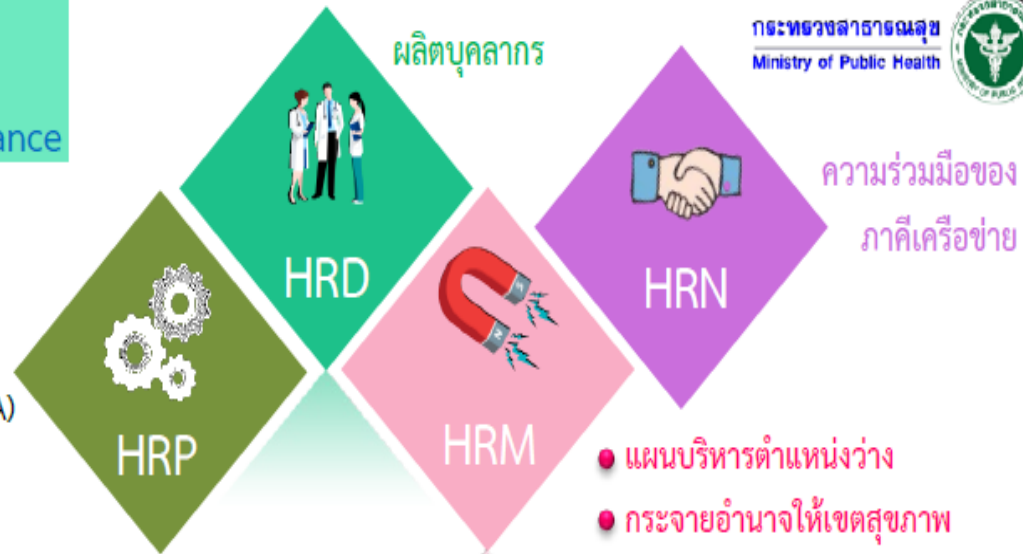 กระทรวงสาธารณสุข
Ministry of Public Health
ผลิตบุคลากร
ance
ความร่วมมือของ
ภาคีเครือข่าย
HRD
HRN
A)
HRP
HRM
S
N
แผนบริหารตำแหน่งว่าง
กระจายอำนาจให้เขตสุขภาพ